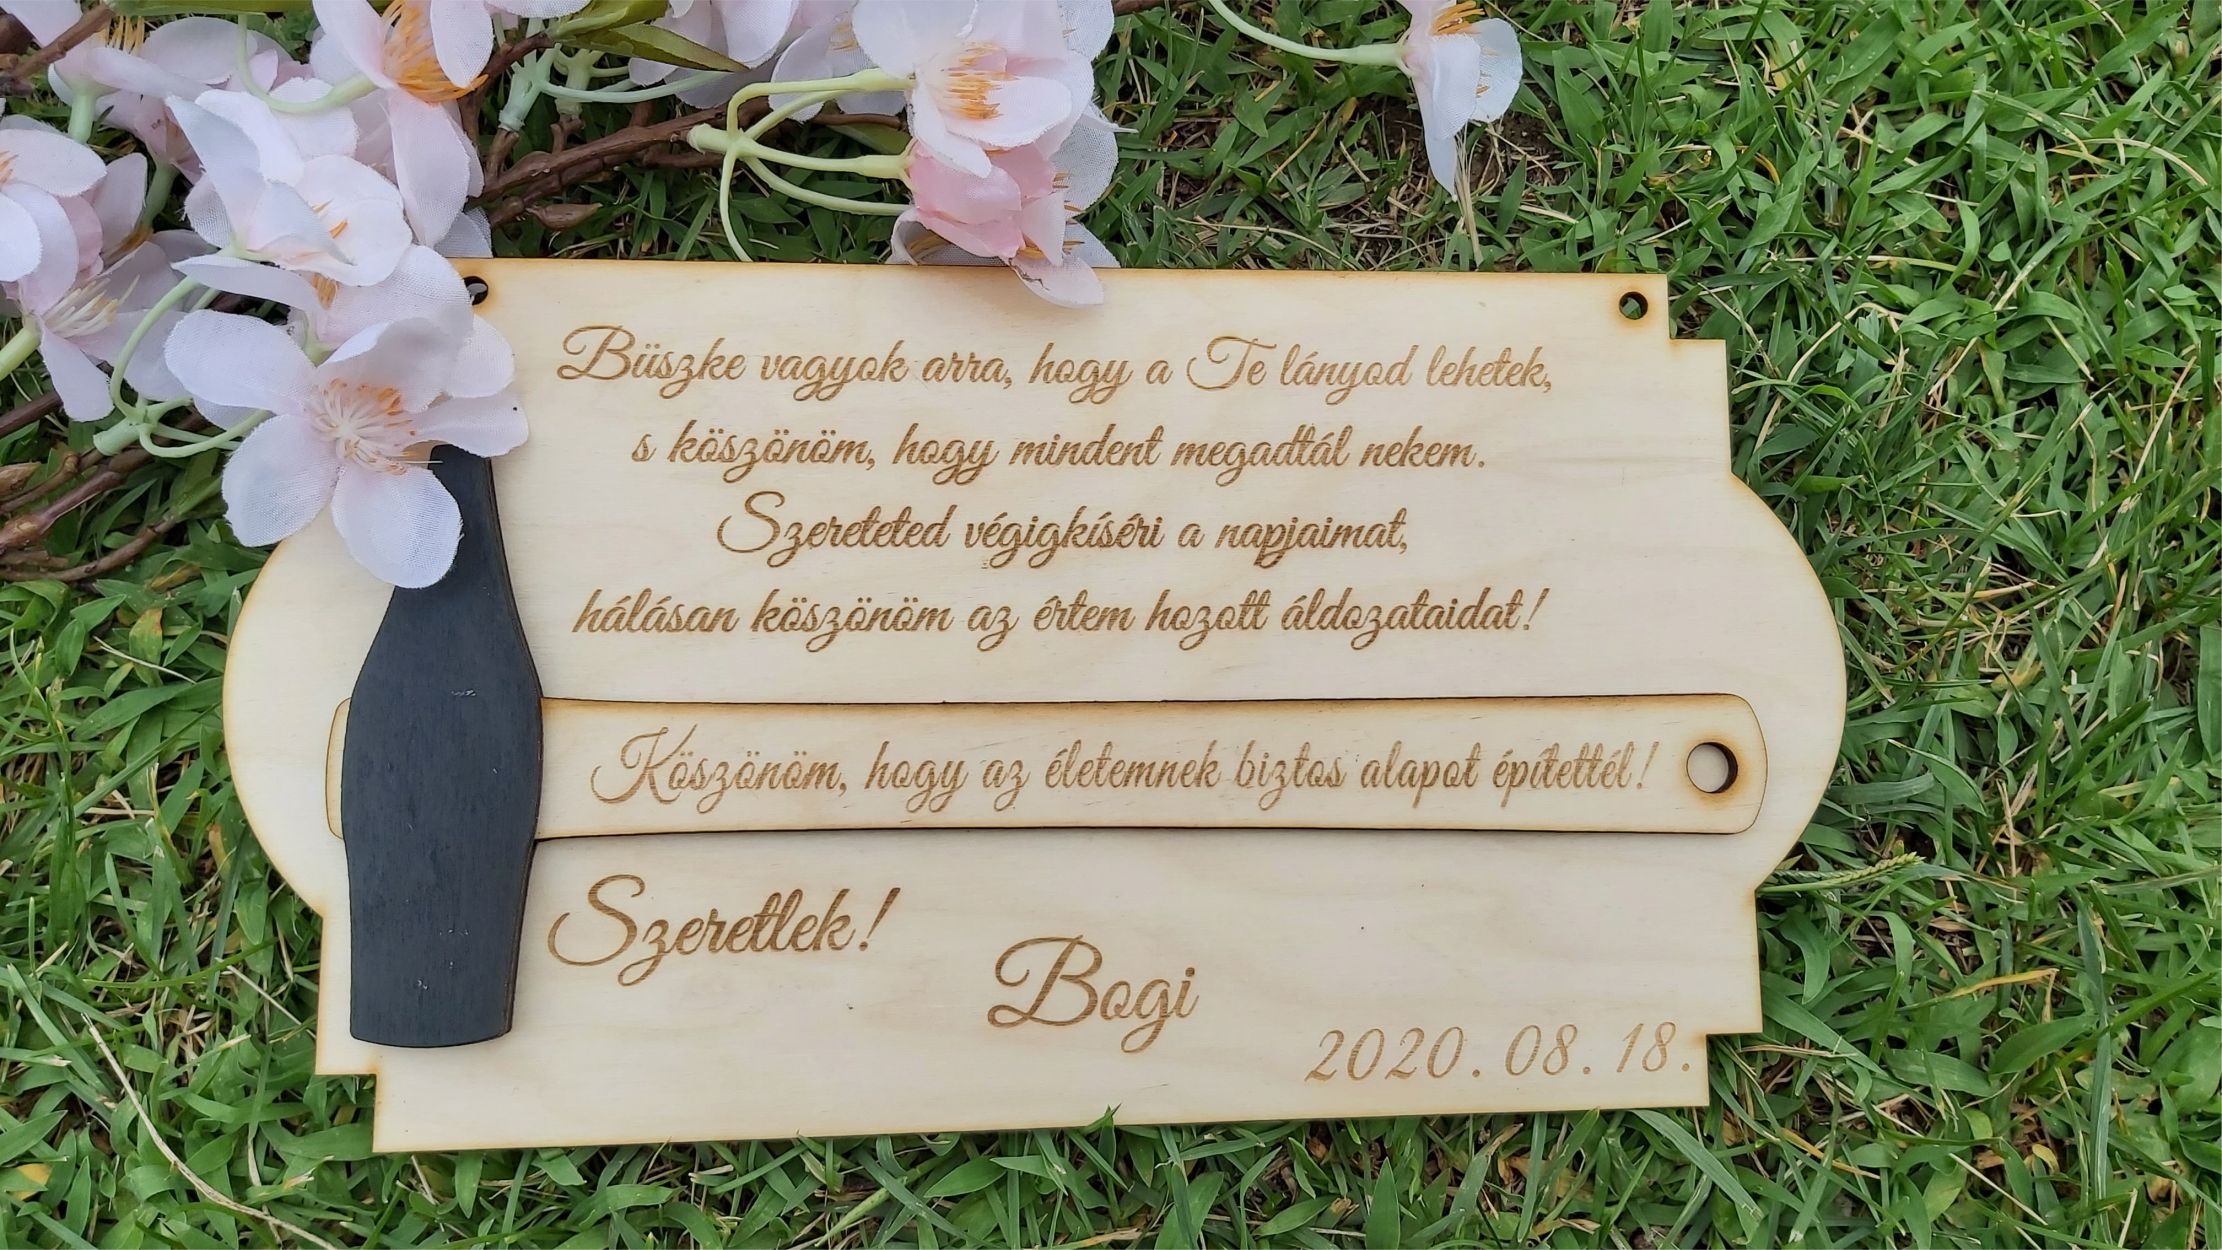 Büszke vagyok arra, hogy a Te lányod lehetek,
s köszönöm, hogy mindent megadtál nekem.
Szereteted végigkíséri a napjaimat,
hálásan köszönöm az értem hozott áldozataidat!
Köszönöm, hogy az életemnek biztos alapot építettél!
Szeretlek!
Bogi
2020.08.18.